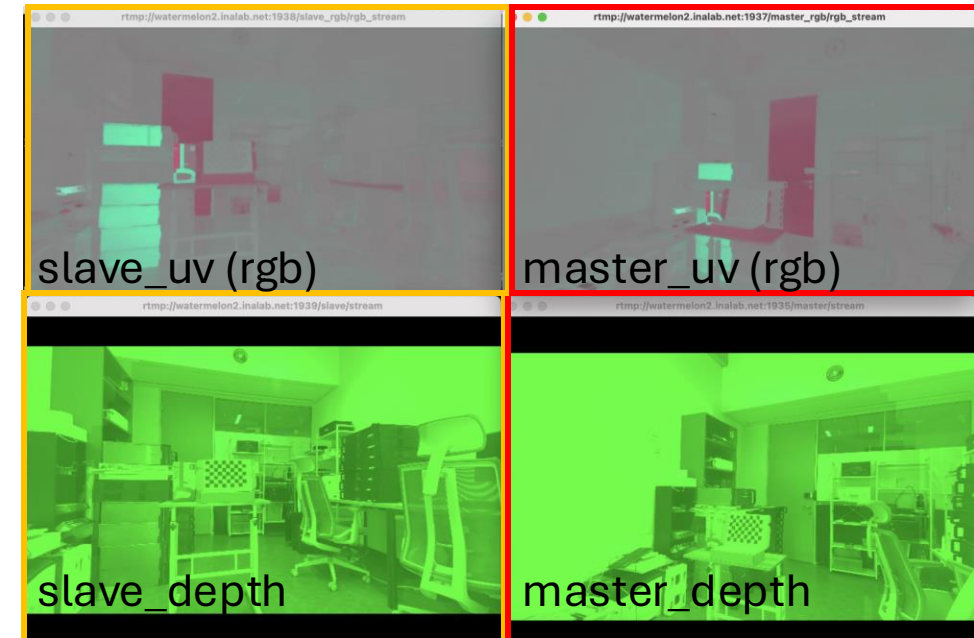 rtmp://watermelon2.inalab.net:1938/slave_rgb/rgb_stream
rtmp://watermelon2.inalab.net:1937/master_rgb/rgb_stream
slave_uv (rgb)
master_uv (rgb)
rtmp://watermelon2.inalab.net:1939/slave/stream
rtmp://watermelon2.inalab.net:1935/master/stream
slave_depth
master_depth